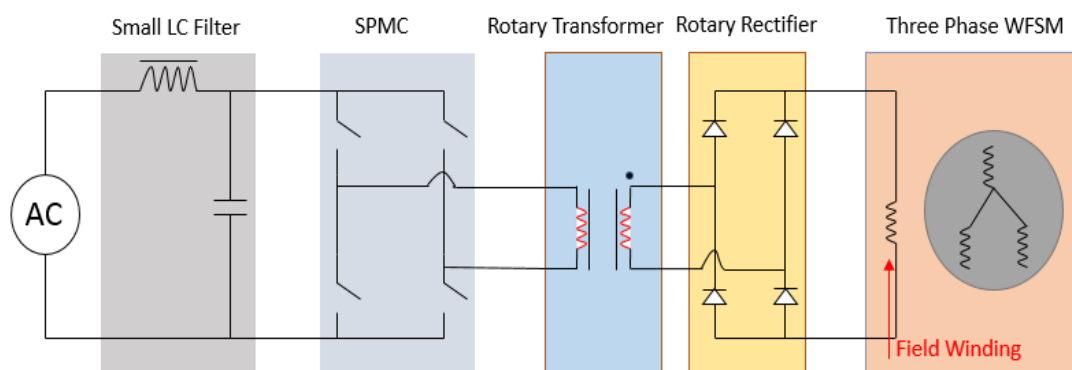 Small LC Filter
SPMC
Rotary Transformer
Rotary Rectifier
Three Phase WFSM
AC
Field Winding